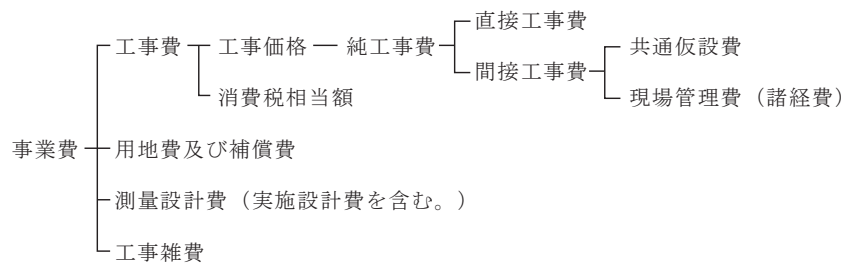 直接工事費
工事費 工事価格 純工事費
共通仮設費
間接工事費
消費税相当額
現場管理費（諸経費）
事業費 用地費及び補償費
測量設計費（実施設計費を含む。）
工事雑費